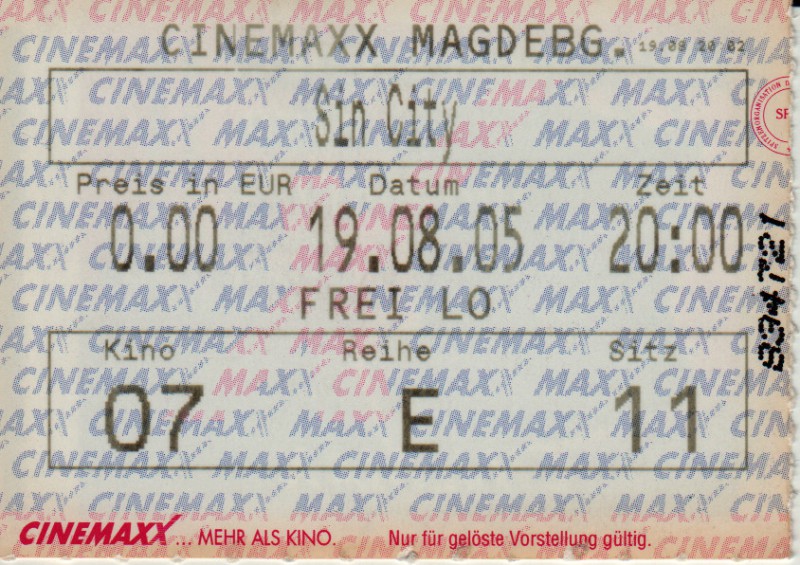 CINEMAXX MAGDEBG. 19.08 20:02
Sin City
Preis in EUR Datum Zeit
0.00 19.08.05 20:00
FREI LO
Kino Reihe Sitz
07 E 11
CINEMAXX ... MEHR ALS KINO. Nur für gelöste Vorstellung gültig.